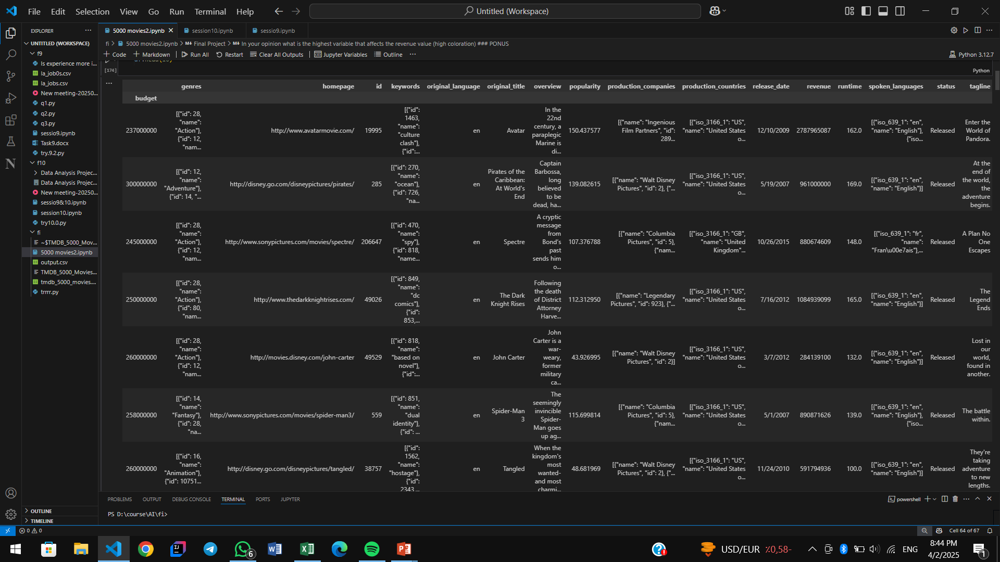 File Edit Selection View Go Run Terminal Help
Untitled (Workspace)
EXPLORER
UNTITLED (WORKSPACE)
f9
Is experience more i...
la_job0s.csv
la_jobs.csv
New meeting-20250...
q1.py
q2.py
q3.py
sessio9.ipynb
Task9.docx
try.9.2.py
f10
Data Analysis Projec...
Data Analysis Projec...
New meeting-20250...
sessio9&10.ipynb
session10.ipynb
try10.0.py
fi
~$TMDB_5000_Mov...
5000 movies2.ipynb
output.csv
TMDB_5000_Movies...
tmdb_5000_movies....
trrrr.py
OUTLINE
TIMELINE
5000 movies2.ipynb session10.ipynb sessio9.ipynb
fi > 5000 movies2.ipynb > Final Project > In your opinion what is the highest variable that affects the revenue value (high coloration) ### PONUS
Code Markdown Run All Restart Clear All Outputs Jupyter Variables Outline ... Python 3.12.7
[174]
Python
genres homepage id keywords original_language original_title overview popularity production_companies production_countries release_date revenue runtime spoken_languages status tagline
budget
237000000
[{"id": 28,
"name":
"Action"},
{"id": 12,
"nam...
http://www.avatarmovie.com/
19995
[{"id":
1463,
"name":
"culture
clash"},
{"id":...
en
Avatar
In the
22nd
century, a
paraplegic
Marine is
di...
150.437577
[{"name": "Ingenious
Film Partners", "id":
289...
[{"iso_3166_1": "US",
"name": "United States
o...
12/10/2009
2787965087
162.0
[{"iso_639_1": "en",
"name": "English"},
{"iso...
Released
Enter the
World of
Pandora.
300000000
[{"id": 12,
"name":
"Adventure"},
{"id": 14, "...
http://disney.go.com/disneypictures/pirates/
285
[{"id": 270,
"name":
"ocean"},
{"id": 726,
"na...
en
Pirates of the
Caribbean:
At World's
End
Captain
Barbossa,
long
believed
to be
dead, ha...
139.082615
[{"name": "Walt Disney
Pictures", "id": 2}, {"...
[{"iso_3166_1": "US",
"name": "United States
o...
5/19/2007
961000000
169.0
[{"iso_639_1": "en",
"name": "English"}]
Released
At the
end of
the world,
the
adventure
begins.
245000000
[{"id": 28,
"name":
"Action"},
{"id": 12,
"nam...
http://www.sonypictures.com/movies/spectre/
206647
[{"id": 470,
"name":
"spy"},
{"id": 818,
"name...
en
Spectre
A cryptic
message
from
Bond's
past
sends him
o...
107.376788
[{"name": "Columbia
Pictures", "id": 5},
{"nam...
[{"iso_3166_1": "GB",
"name": "United
Kingdom"...
10/26/2015
880674609
148.0
[{"iso_639_1": "fr",
"name":
"Fran\u00e7ais"},...
Released
A Plan No
One
Escapes
250000000
[{"id": 28,
"name":
"Action"},
{"id": 80,
"nam...
http://www.thedarkknightrises.com/
49026
[{"id": 849,
"name":
"dc
comics"},
{"id":
853,...
en
The Dark
Knight Rises
Following
the death
of District
Attorney
Harve...
112.312950
[{"name": "Legendary
Pictures", "id": 923}, {"...
[{"iso_3166_1": "US",
"name": "United States
o...
7/16/2012
1084939099
165.0
[{"iso_639_1": "en",
"name": "English"}]
Released
The
Legend
Ends
260000000
[{"id": 28,
"name":
"Action"},
{"id": 12,
"nam...
http://movies.disney.com/john-carter
49529
[{"id": 818,
"name":
"based on
novel"},
{"id":...
en
John Carter
John
Carter is a
war-
weary,
former
military
ca...
43.926995
[{"name": "Walt Disney
Pictures", "id": 2}]
[{"iso_3166_1": "US",
"name": "United States
o...
3/7/2012
284139100
132.0
[{"iso_639_1": "en",
"name": "English"}]
Released
Lost in
our
world,
found in
another.
258000000
[{"id": 14,
"name":
"Fantasy"},
{"id": 28,
"na...
http://www.sonypictures.com/movies/spider-man3/
559
[{"id": 851,
"name":
"dual
identity"},
{"id": ...
en
Spider-Man
3
The
seemingly
invincible
Spider-
Man goes
up ag...
115.699814
[{"name": "Columbia
Pictures", "id": 5},
{"nam...
[{"iso_3166_1": "US",
"name": "United States
o...
5/1/2007
890871626
139.0
[{"iso_639_1": "en",
"name": "English"},
{"iso...
Released
The battle
within.
260000000
[{"id": 16,
"name":
"Animation"},
{"id": 10751...
http://disney.go.com/disneypictures/tangled/
38757
[{"id":
1562,
"name":
"hostage"},
{"id":
2343,...
en
Tangled
When the
kingdom's
most
wanted-
and most
charmi...
48.681969
[{"name": "Walt Disney
Pictures", "id": 2}, {"...
[{"iso_3166_1": "US",
"name": "United States
o...
11/24/2010
591794936
100.0
[{"iso_639_1": "en",
"name": "English"}]
Released
They're
taking
adventure
to new
lengths.
PROBLEMS OUTPUT DEBUG CONSOLE TERMINAL PORTS JUPYTER
powershell
PS D:\course\AI\fi>
0 0
Cell 64 of 67
6
USD/EUR ٪0,58-
ENG
8:44 PM
4/2/2025
1